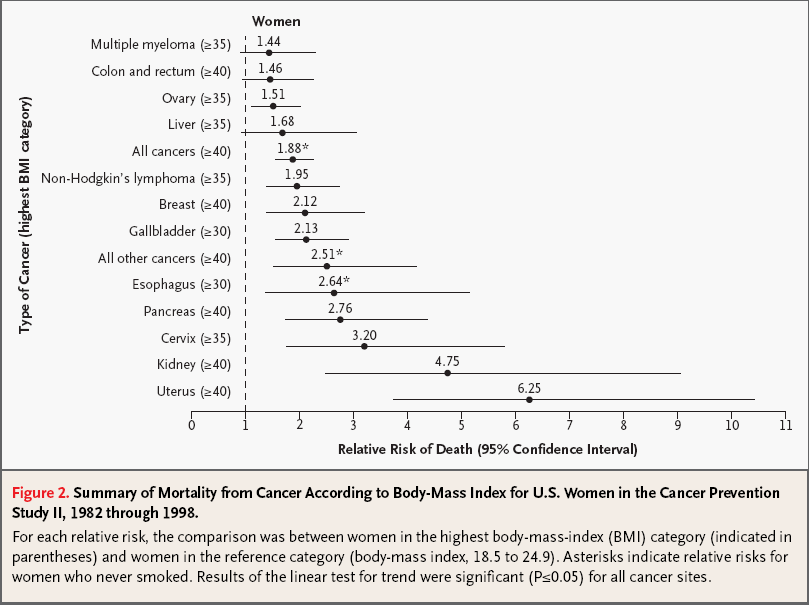 Women
Type of Cancer (highest BMI category)
Multiple myeloma (≥35) 1.44
Colon and rectum (≥40) 1.46
Ovary (≥35) 1.51
Liver (≥35) 1.68
All cancers (≥40) 1.88*
Non-Hodgkin's lymphoma (≥35) 1.95
Breast (≥40) 2.12
Gallbladder (≥30) 2.13
All other cancers (≥40) 2.51*
Esophagus (≥30) 2.64*
Pancreas (≥40) 2.76
Cervix (≥35) 3.20
Kidney (≥40) 4.75
Uterus (≥40) 6.25
0 1 2 3 4 5 6 7 8 9 10 11
Relative Risk of Death (95% Confidence Interval)
Figure 2. Summary of Mortality from Cancer According to Body-Mass Index for U.S. Women in the Cancer Prevention
Study II, 1982 through 1998.
For each relative risk, the comparison was between women in the highest body-mass-index (BMI) category (indicated in
parentheses) and women in the reference category (body-mass index, 18.5 to 24.9). Asterisks indicate relative risks for
women who never smoked. Results of the linear test for trend were significant (P≤0.05) for all cancer sites.